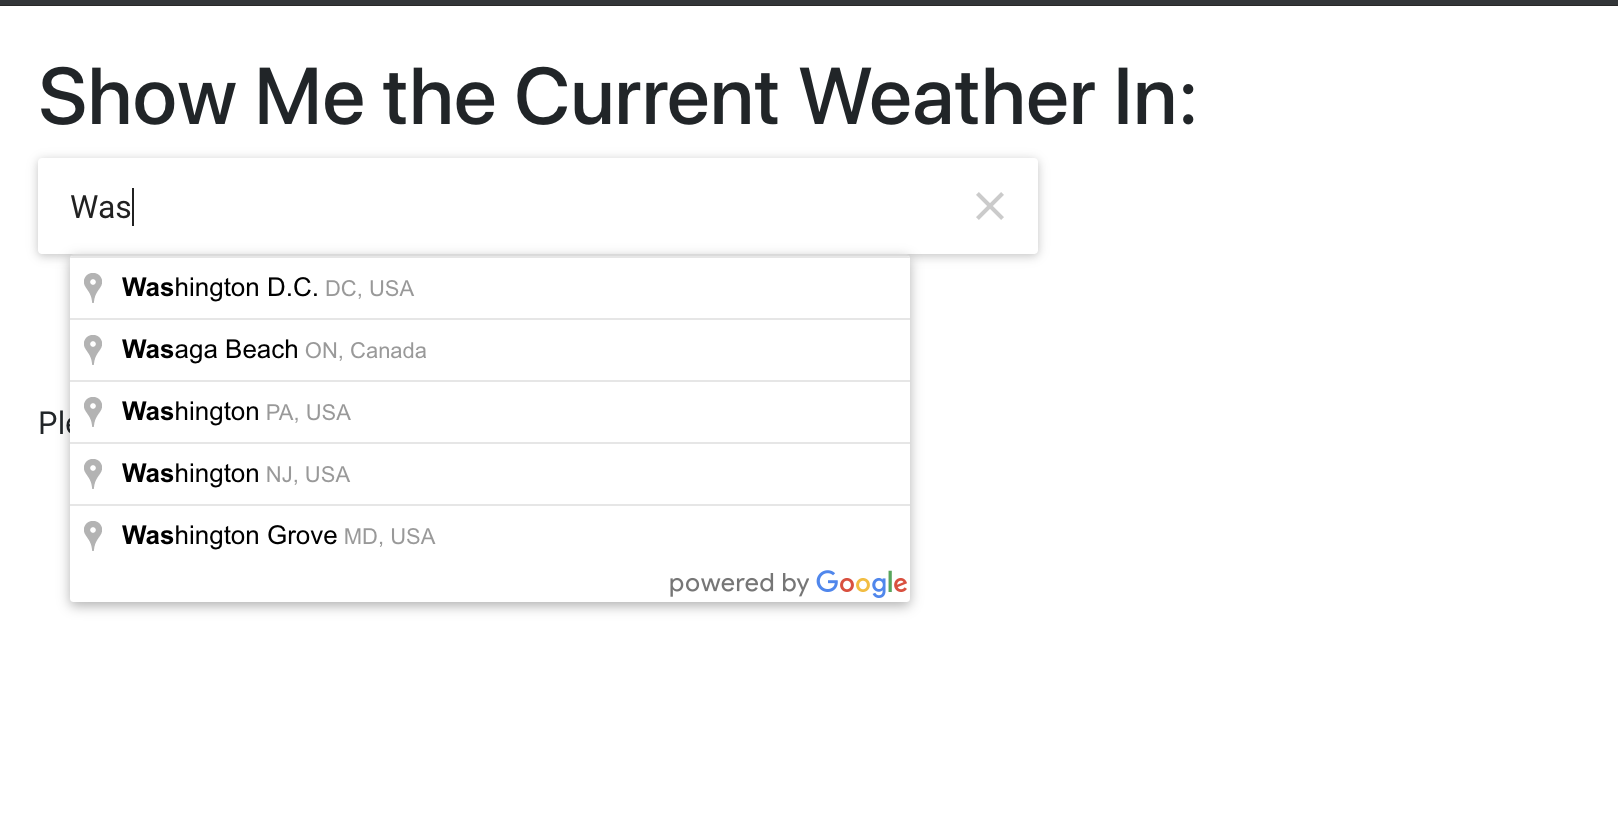 Show Me the Current Weather In:
Was
Washington D.C. DC, USA
Wasaga Beach ON, Canada
Washington PA, USA
Washington NJ, USA
Washington Grove MD, USA
powered by Google